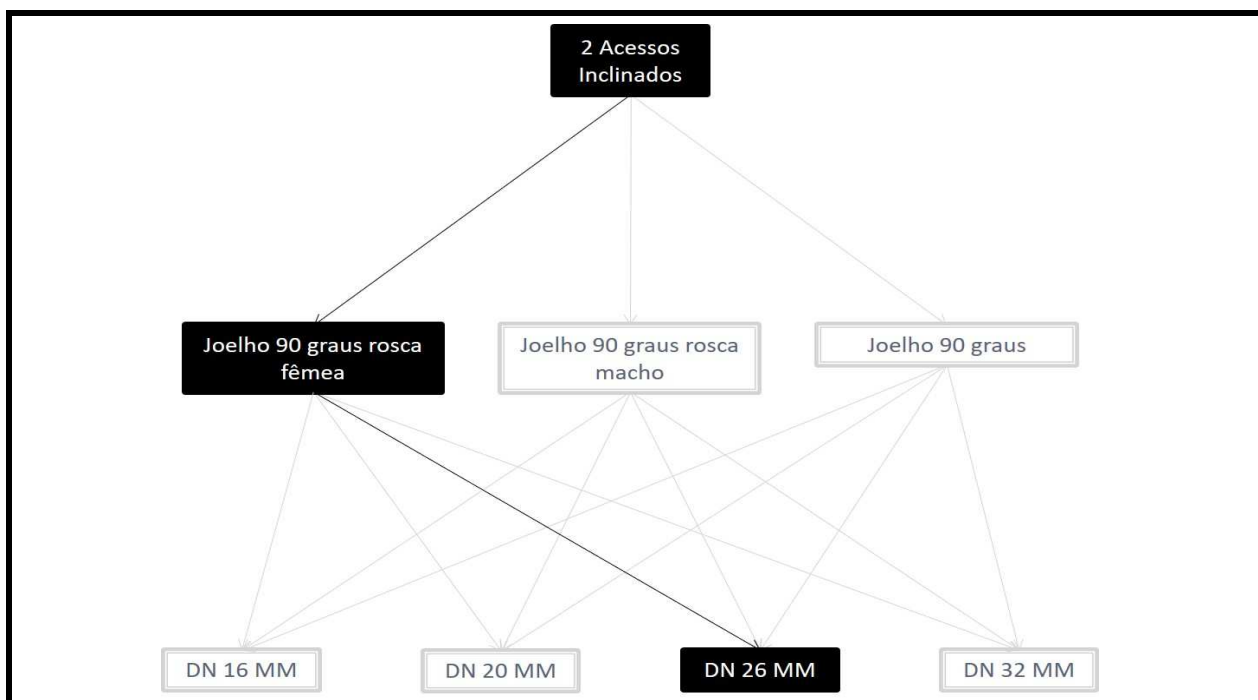 2 Acessos
Inclinados
Joelho 90 graus rosca
fêmea
Joelho 90 graus rosca
macho
Joelho 90 graus
DN 16 MM
DN 20 MM
DN 26 MM
DN 32 MM